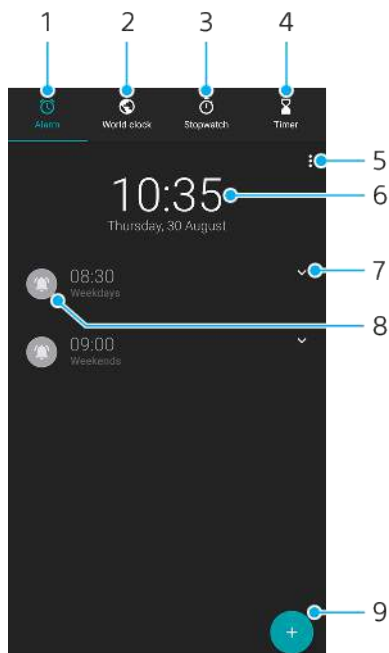 1 2 3 4
Alarm World clock Stopwatch Timer
5
10:35
6
Thursday, 30 August
08:30
7
Weekdays
8
09:00
Weekends
9
+